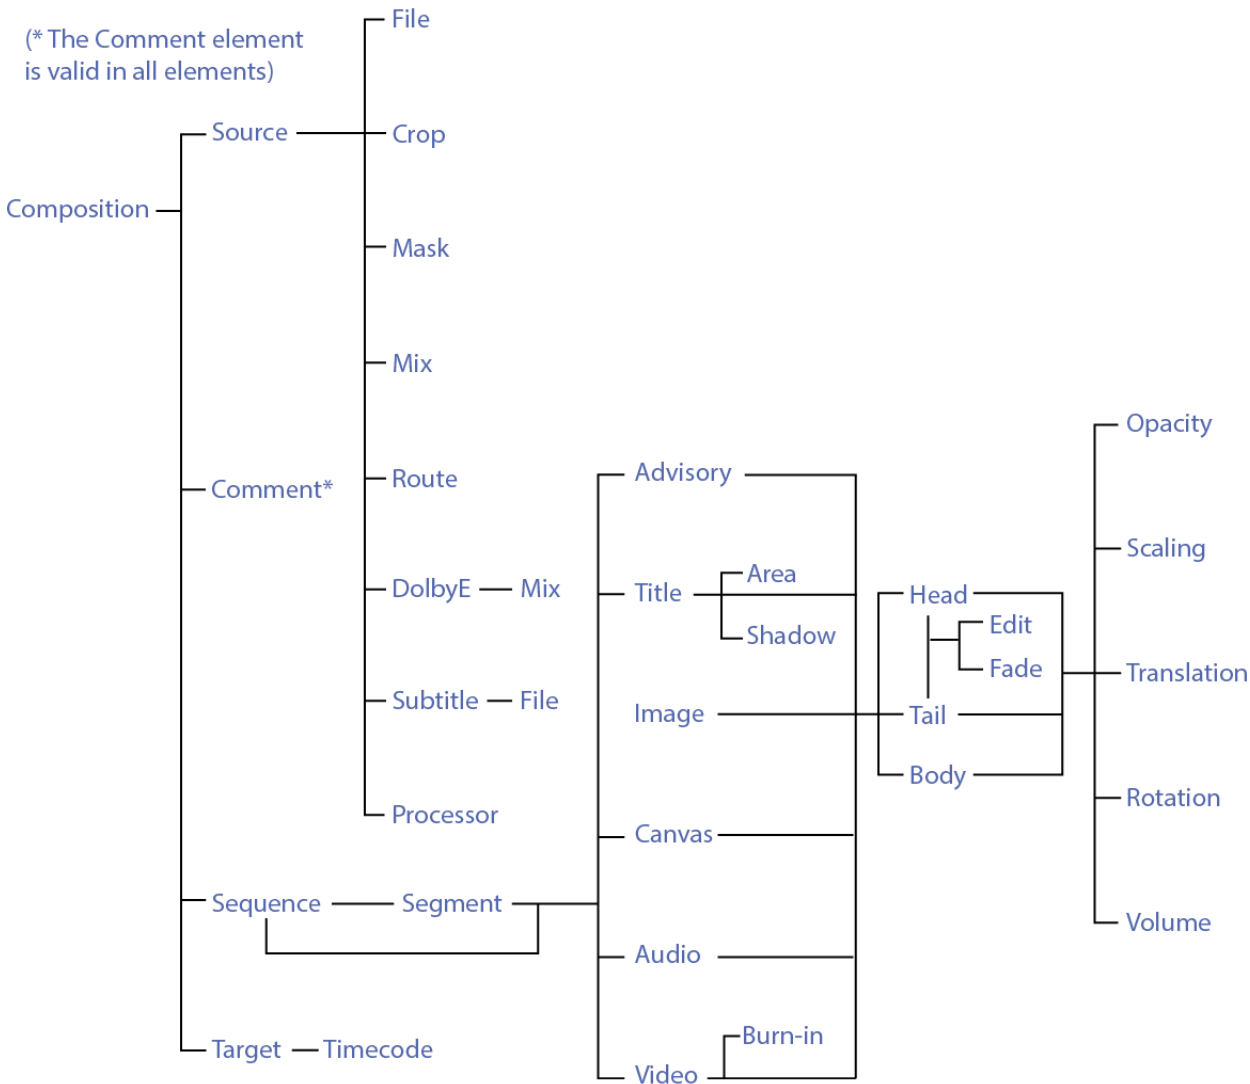 (* The Comment element
is valid in all elements)
File
Source
Crop
Composition
Mask
Mix
Route
Comment*
DolbyE
Mix
Subtitle
File
Processor
Sequence
Segment
Target
Timecode
Advisory
Title
Area
Shadow
Image
Canvas
Audio
Video
Burn-in
Head
Edit
Fade
Tail
Body
Opacity
Scaling
Translation
Rotation
Volume